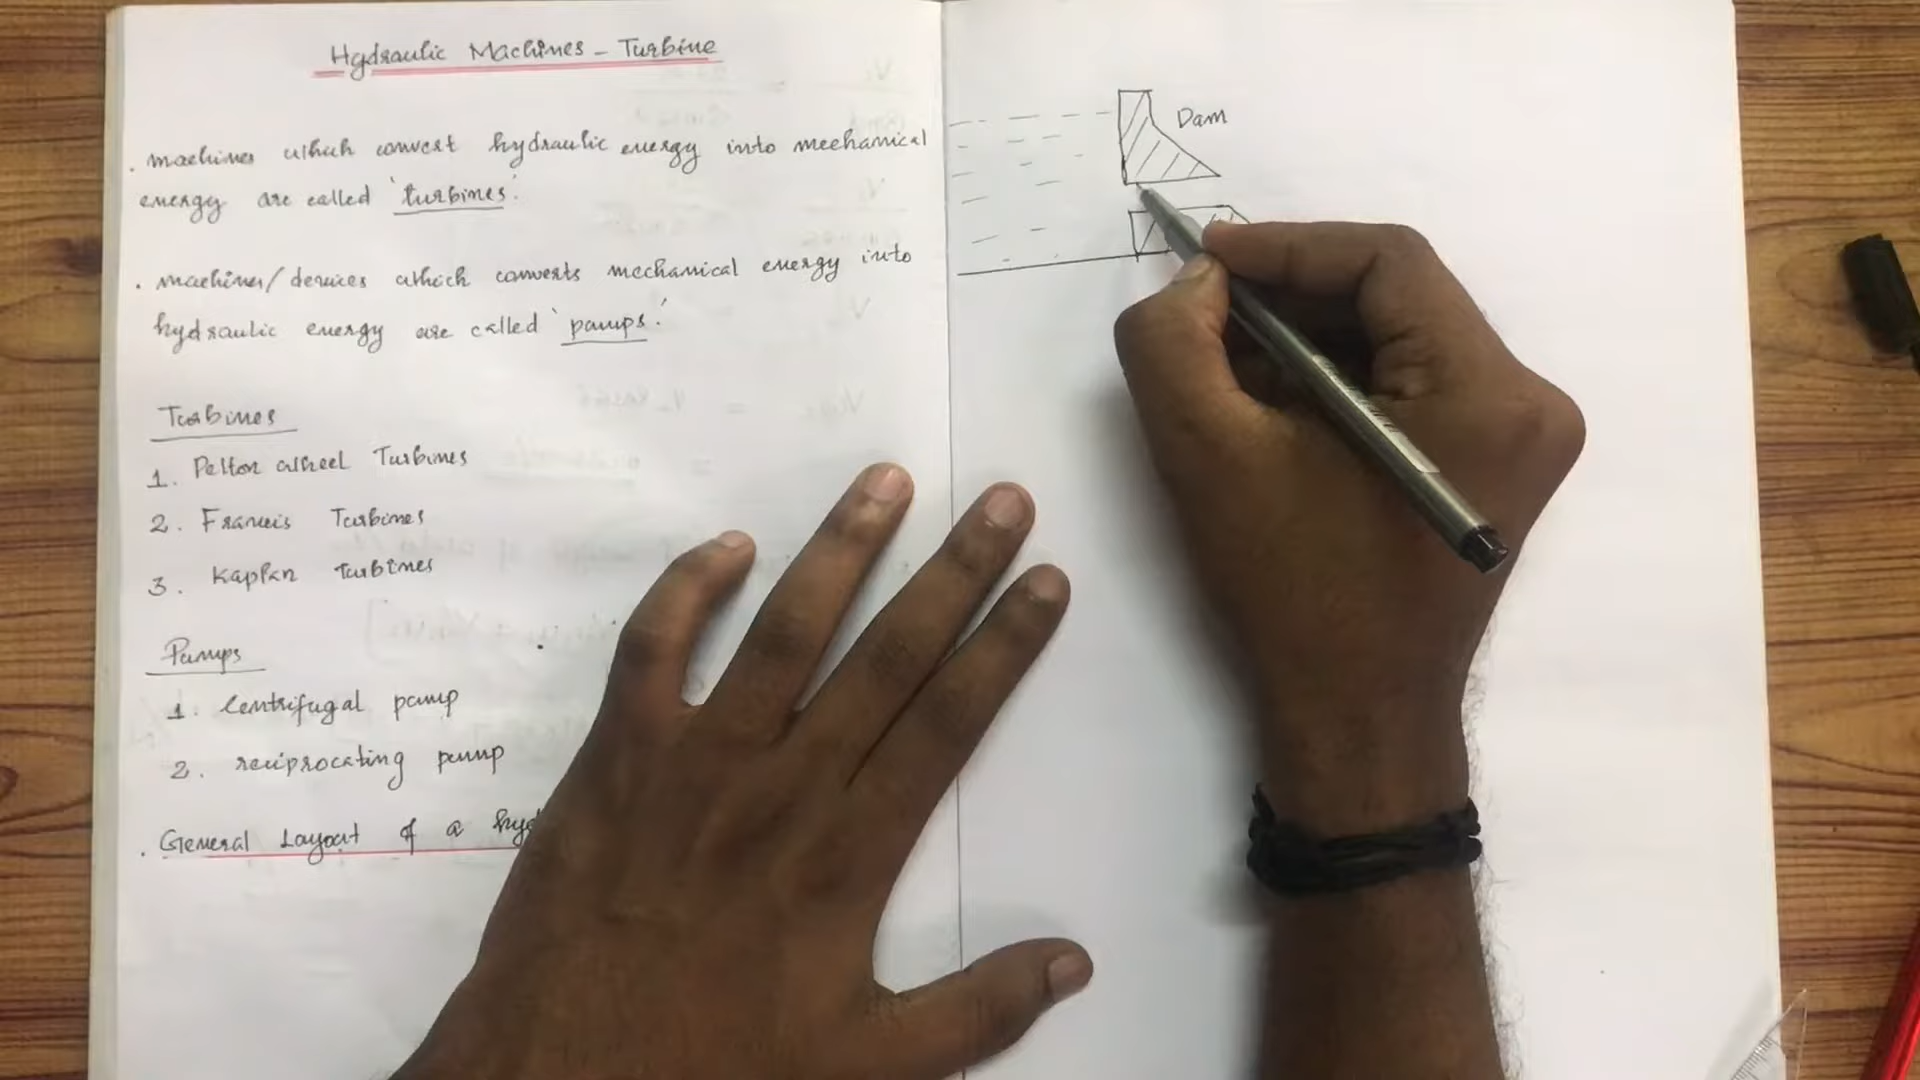 Hydraulic Machines - Turbine
. machines which convert hydraulic energy into mechanical
energy are called 'turbines'.
. machines/devices which converts mechanical energy into
hydraulic energy are called 'pumps.'
Turbines
1. Pelton wheel Turbines
2. Francis Turbines
3. Kaplan Turbines
Pumps
1. Centrifugal pump
2. reciprocating pump
. General Layout of a hyd
Dam